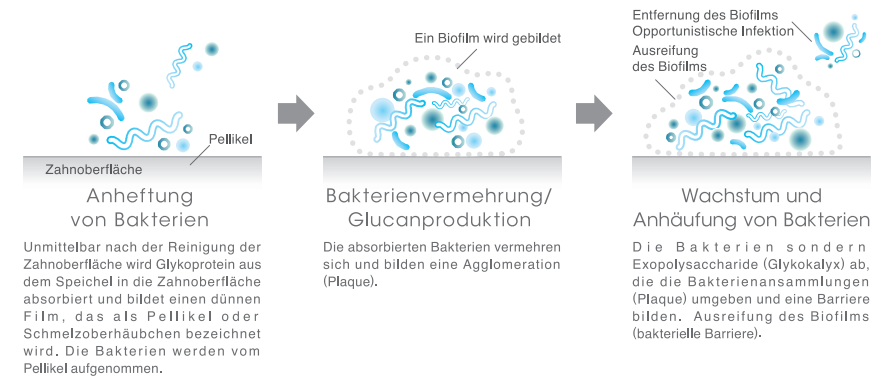 Pellikel
Zahnoberfläche
Anheftung
von Bakterien
Unmittelbar nach der Reinigung der
Zahnoberfläche wird Glykoprotein aus
dem Speichel in die Zahnoberfläche
absorbiert und bildet einen dünnen
Film, das als Pellikel oder
Schmelzoberhäubchen bezeichnet
wird. Die Bakterien werden vom
Pellikel aufgenommen.
Ein Biofilm wird gebildet
Bakterienvermehrung/
Glucanproduktion
Die absorbierten Bakterien vermehren
sich und bilden eine Agglomeration
(Plaque).
Entfernung des Biofilms
Opportunistische Infektion
Ausreifung
des Biofilms
Wachstum und
Anhäufung von Bakterien
Die Bakterien sondern
Exopolysaccharide (Glykokalyx) ab,
die die Bakterienansammlungen
(Plaque) umgeben und eine Barriere
bilden. Ausreifung des Biofilms
(bakterielle Barriere).